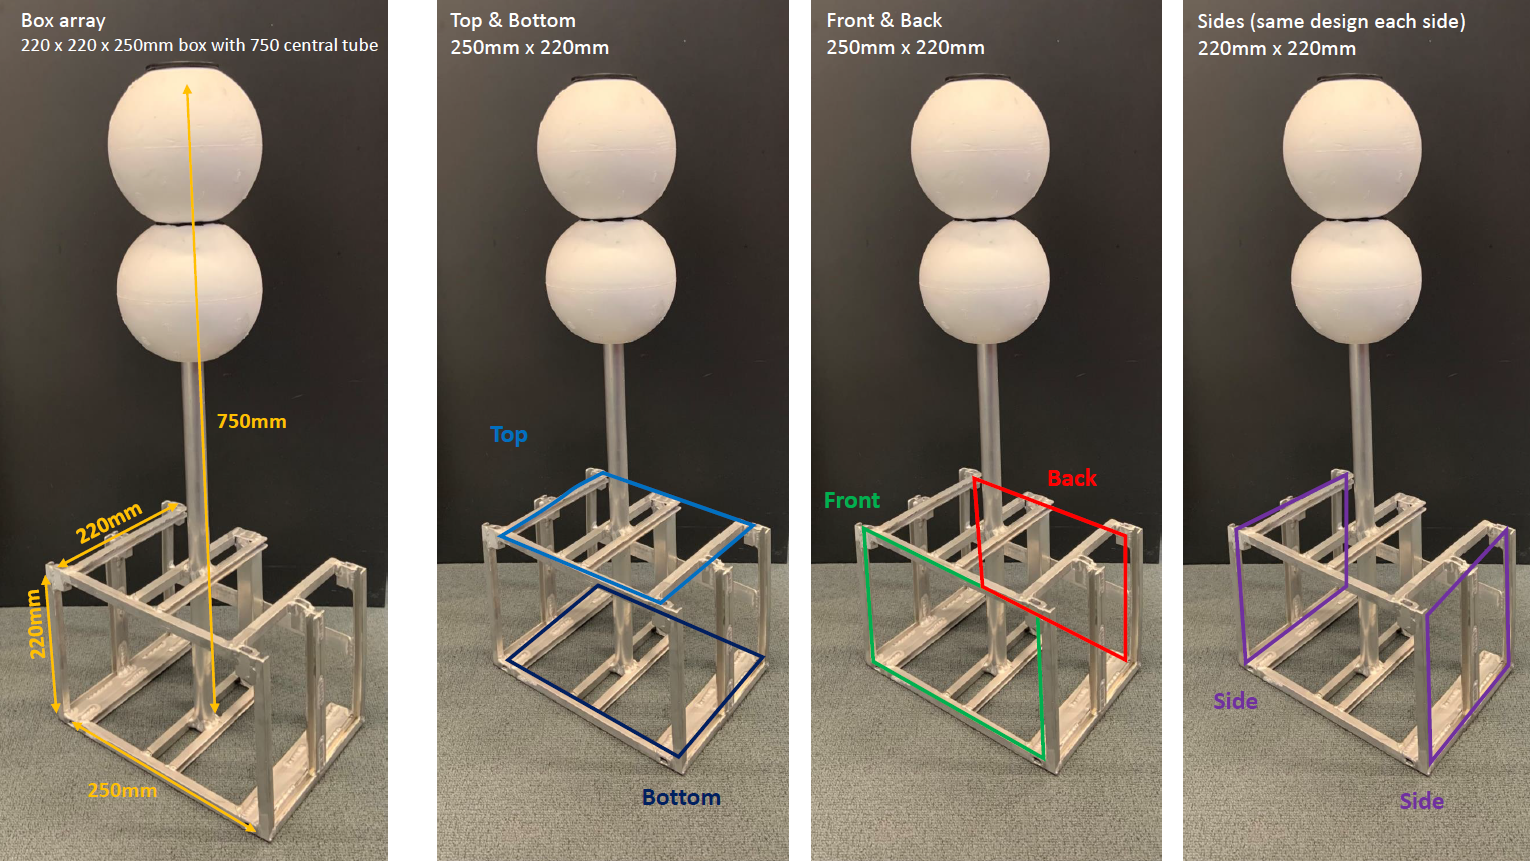 Box array
220 x 220 x 250mm box with 750 central tube
750mm
220mm
220mm
250mm
Top & Bottom
250mm x 220mm
Top
Bottom
Front & Back
250mm x 220mm
Back
Front
Sides (same design each side)
220mm x 220mm
Side
Side